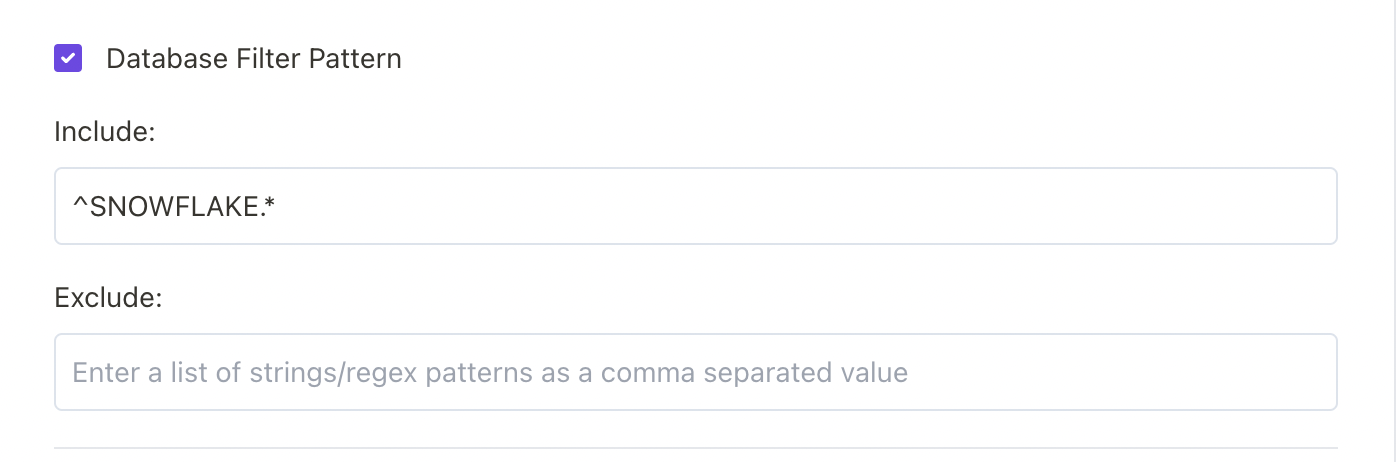 Database Filter Pattern
Include:
^SNOWFLAKE.*
Exclude:
Enter a list of strings/regex patterns as a comma separated value